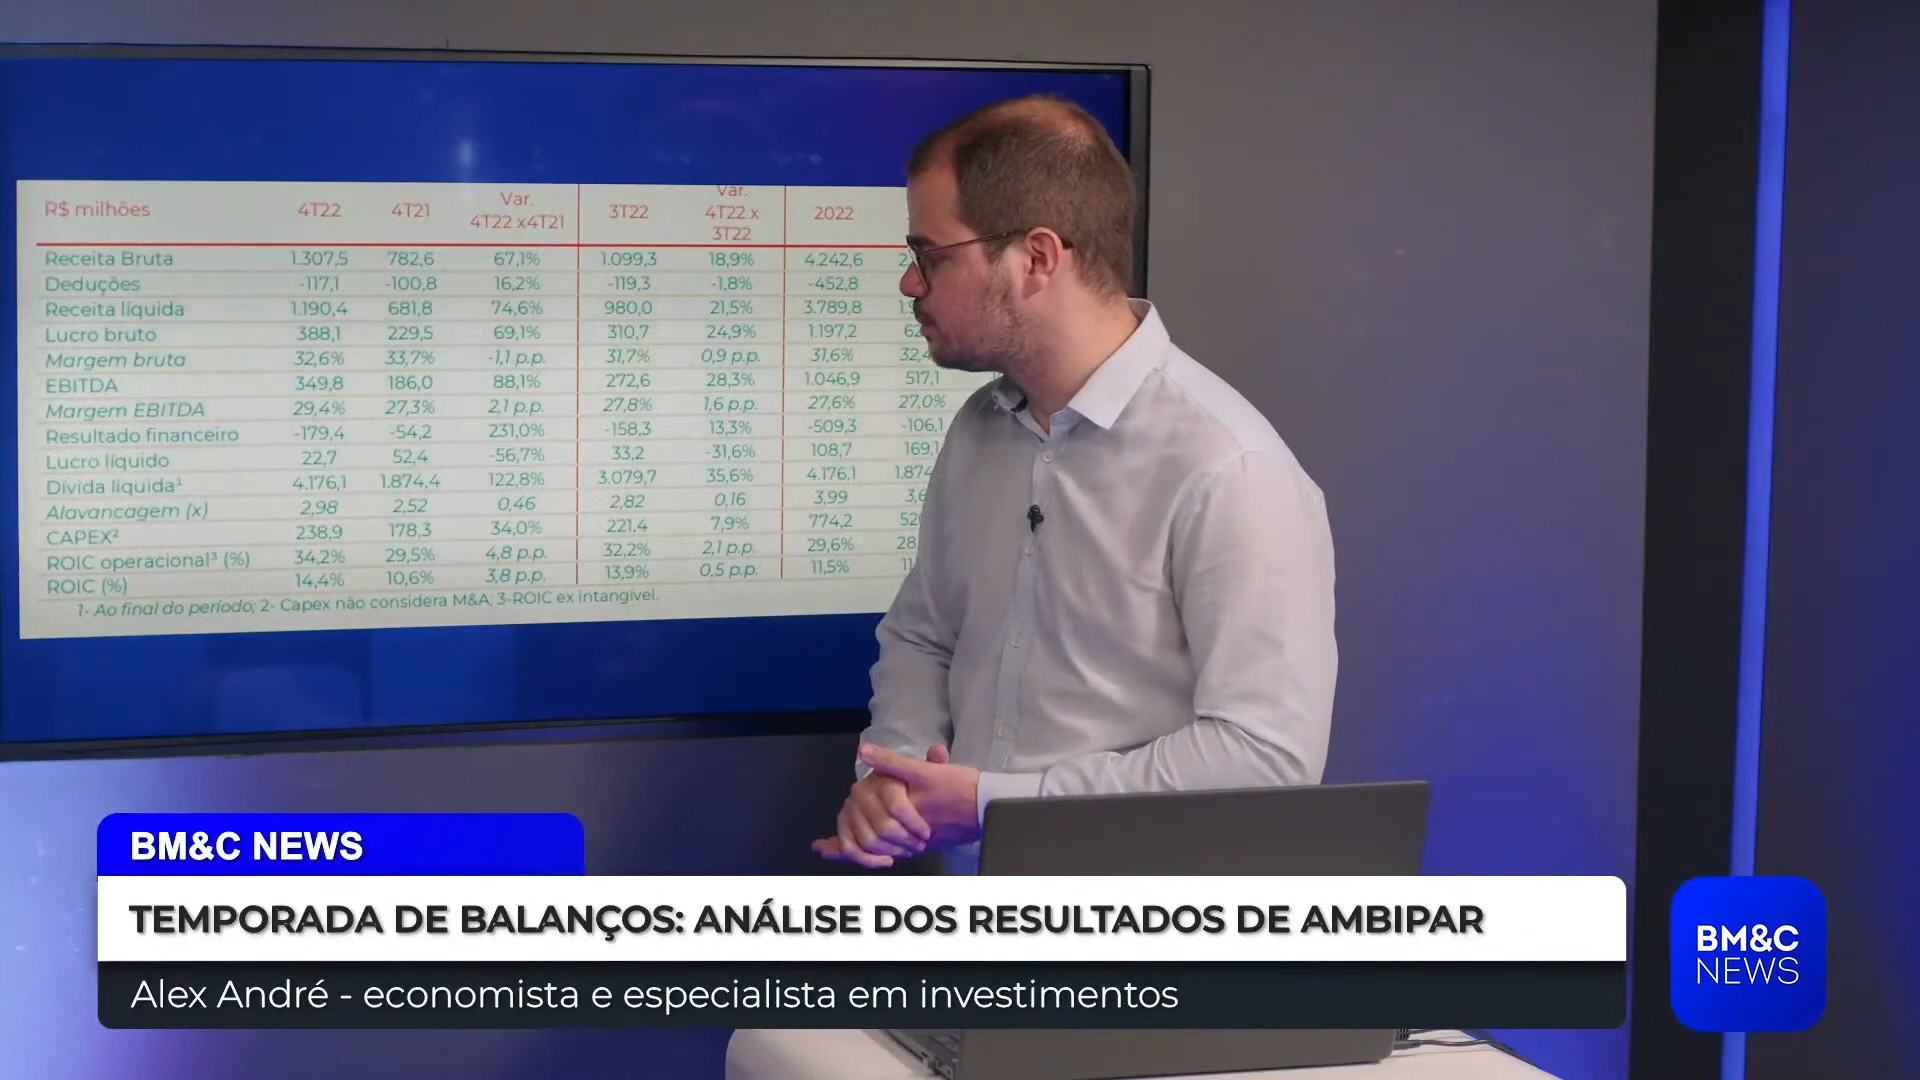 R$ milhões 4T22 4T21 Var. 4T22 x4T21 3T22 Var. 4T22 x 3T22 2022
Receita Bruta 1.307,5 782,6 67,1% 1.099,3 18,9% 4.242,6
Deduções -117,1 -100,8 16,2% -119,3 -1,8% -452,8
Receita líquida 1.190,4 681,8 74,6% 980,0 21,5% 3.789,8
Lucro bruto 388,1 229,5 69,1% 310,7 24,9% 1.197,2
Margem bruta 32,6% 33,7% -1,1 p.p. 31,7% 0,9 p.p. 31,6%
EBITDA 349,8 186,0 88,1% 272,6 28,3% 1.046,9 517,1
Margem EBITDA 29,4% 27,3% 2,1 p.p. 27,8% 1,6 p.p. 27,6% 27,0%
Resultado financeiro -179,4 -54,2 231,0% -158,3 13,3% -509,3 -106,1
Lucro líquido 22,7 52,4 -56,7% 33,2 -31,6% 108,7 169,1
Dívida líquida¹ 4.176,1 1.874,4 122,8% 3.079,7 35,6% 4.176,1
Alavancagem (x) 2,98 2,52 0,46 2,82 0,16 3,99
CAPEX² 238,9 178,3 34,0% 221,4 7,9% 774,2
ROIC operacional³ (%) 34,2% 29,5% 4,8 p.p. 32,2% 2,1 p.p. 29,6%
ROIC (%) 14,4% 10,6% 3,8 p.p. 13,9% 0,5 p.p. 11,5%
1- Ao final do período; 2- Capex não considera M&A; 3-ROIC ex intangível.
BM&C NEWS
TEMPORADA DE BALANÇOS: ANÁLISE DOS RESULTADOS DE AMBIPAR
Alex André - economista e especialista em investimentos
BM&C
NEWS